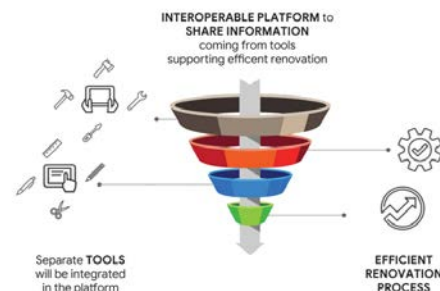 INTEROPERABLE PLATFORM to
SHARE INFORMATION
coming from tools
supporting efficent renovation
Separate TOOLS
will be integrated
in the platform
EFFICIENT
RENOVATION
PROCESS